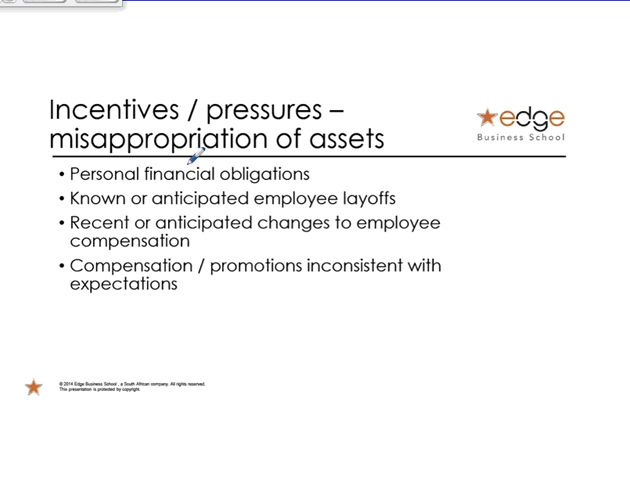 Incentives / pressures –
misappropriation of assets
edge
Business School
• Personal financial obligations
• Known or anticipated employee layoffs
• Recent or anticipated changes to employee
compensation
• Compensation / promotions inconsistent with
expectations
© 2014 Edge Business School , a South African company. All rights reserved.
This presentation is protected by copyright.